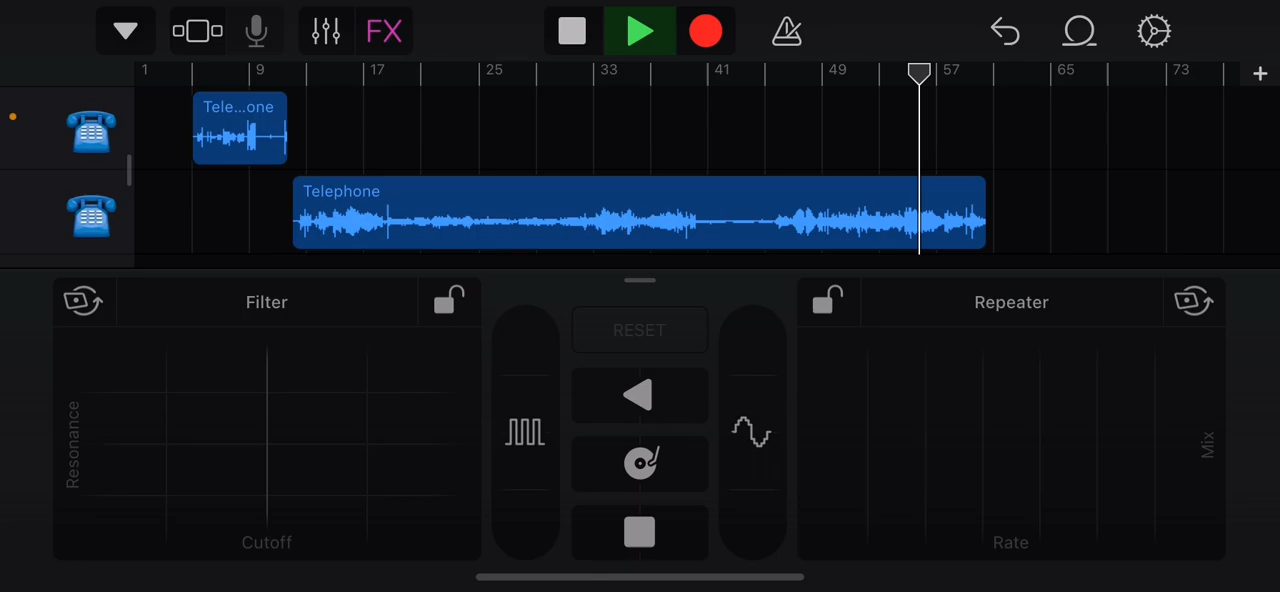 FX
1 9 17 25 33 41 49 57 65 73 +
Tele...one
Telephone
Filter
RESET
Repeater
Resonance
Cutoff
Mix
Rate